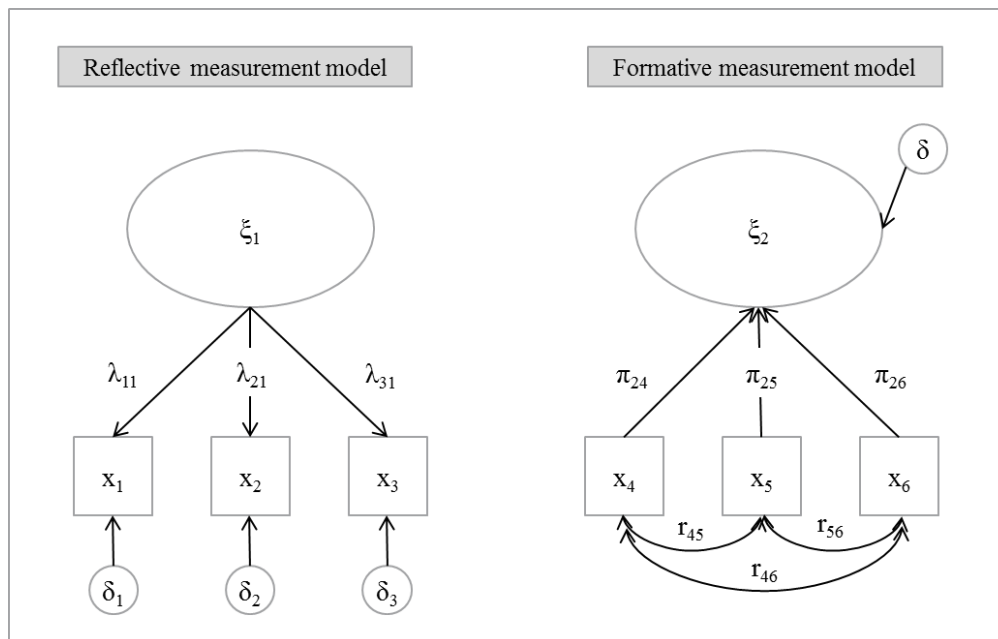 Reflective measurement model
ξ₁
λ₁₁
λ₂₁
λ₃₁
x₁
x₂
x₃
δ₁
δ₂
δ₃
Formative measurement model
δ
ξ₂
π₂₄
π₂₅
π₂₆
x₄
x₅
x₆
r₄₅
r₅₆
r₄₆